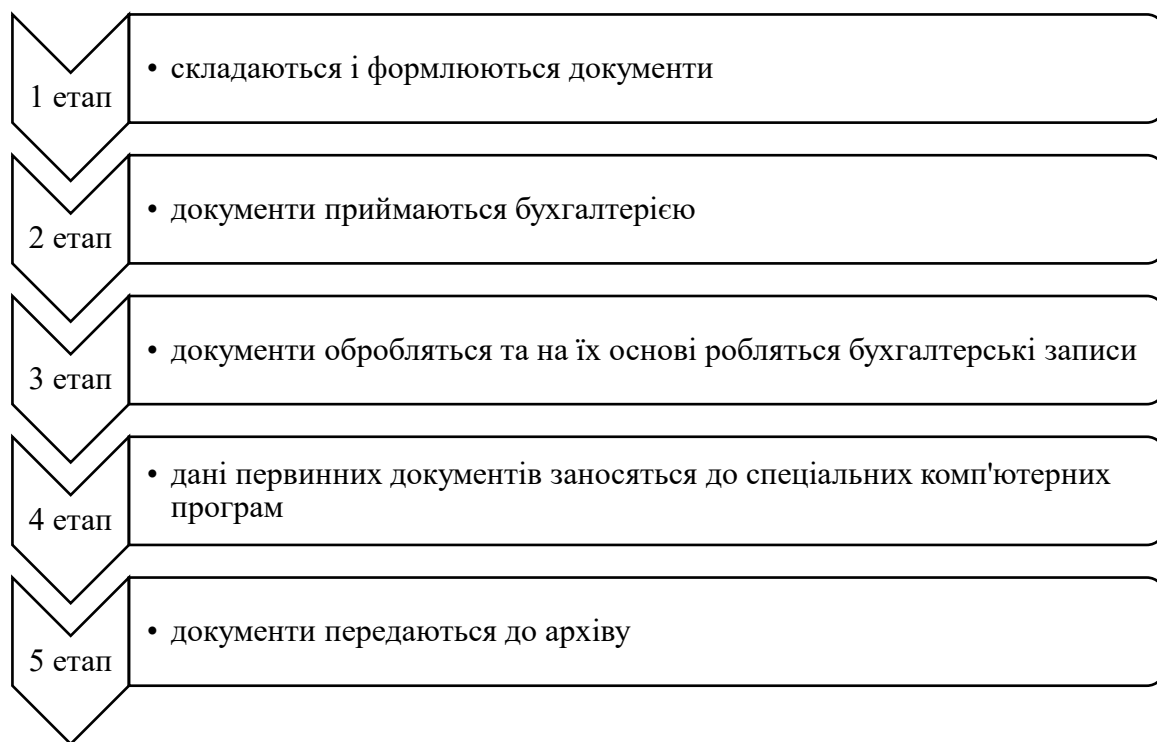 1 етап
• складаються і формлюються документи
2 етап
• документи приймаються бухгалтерією
3 етап
• документи обробляться та на їх основі робляться бухгалтерські записи
4 етап
• дані первинних документів заносяться до спеціальних комп'ютерних
програм
5 етап
• документи передаються до архіву